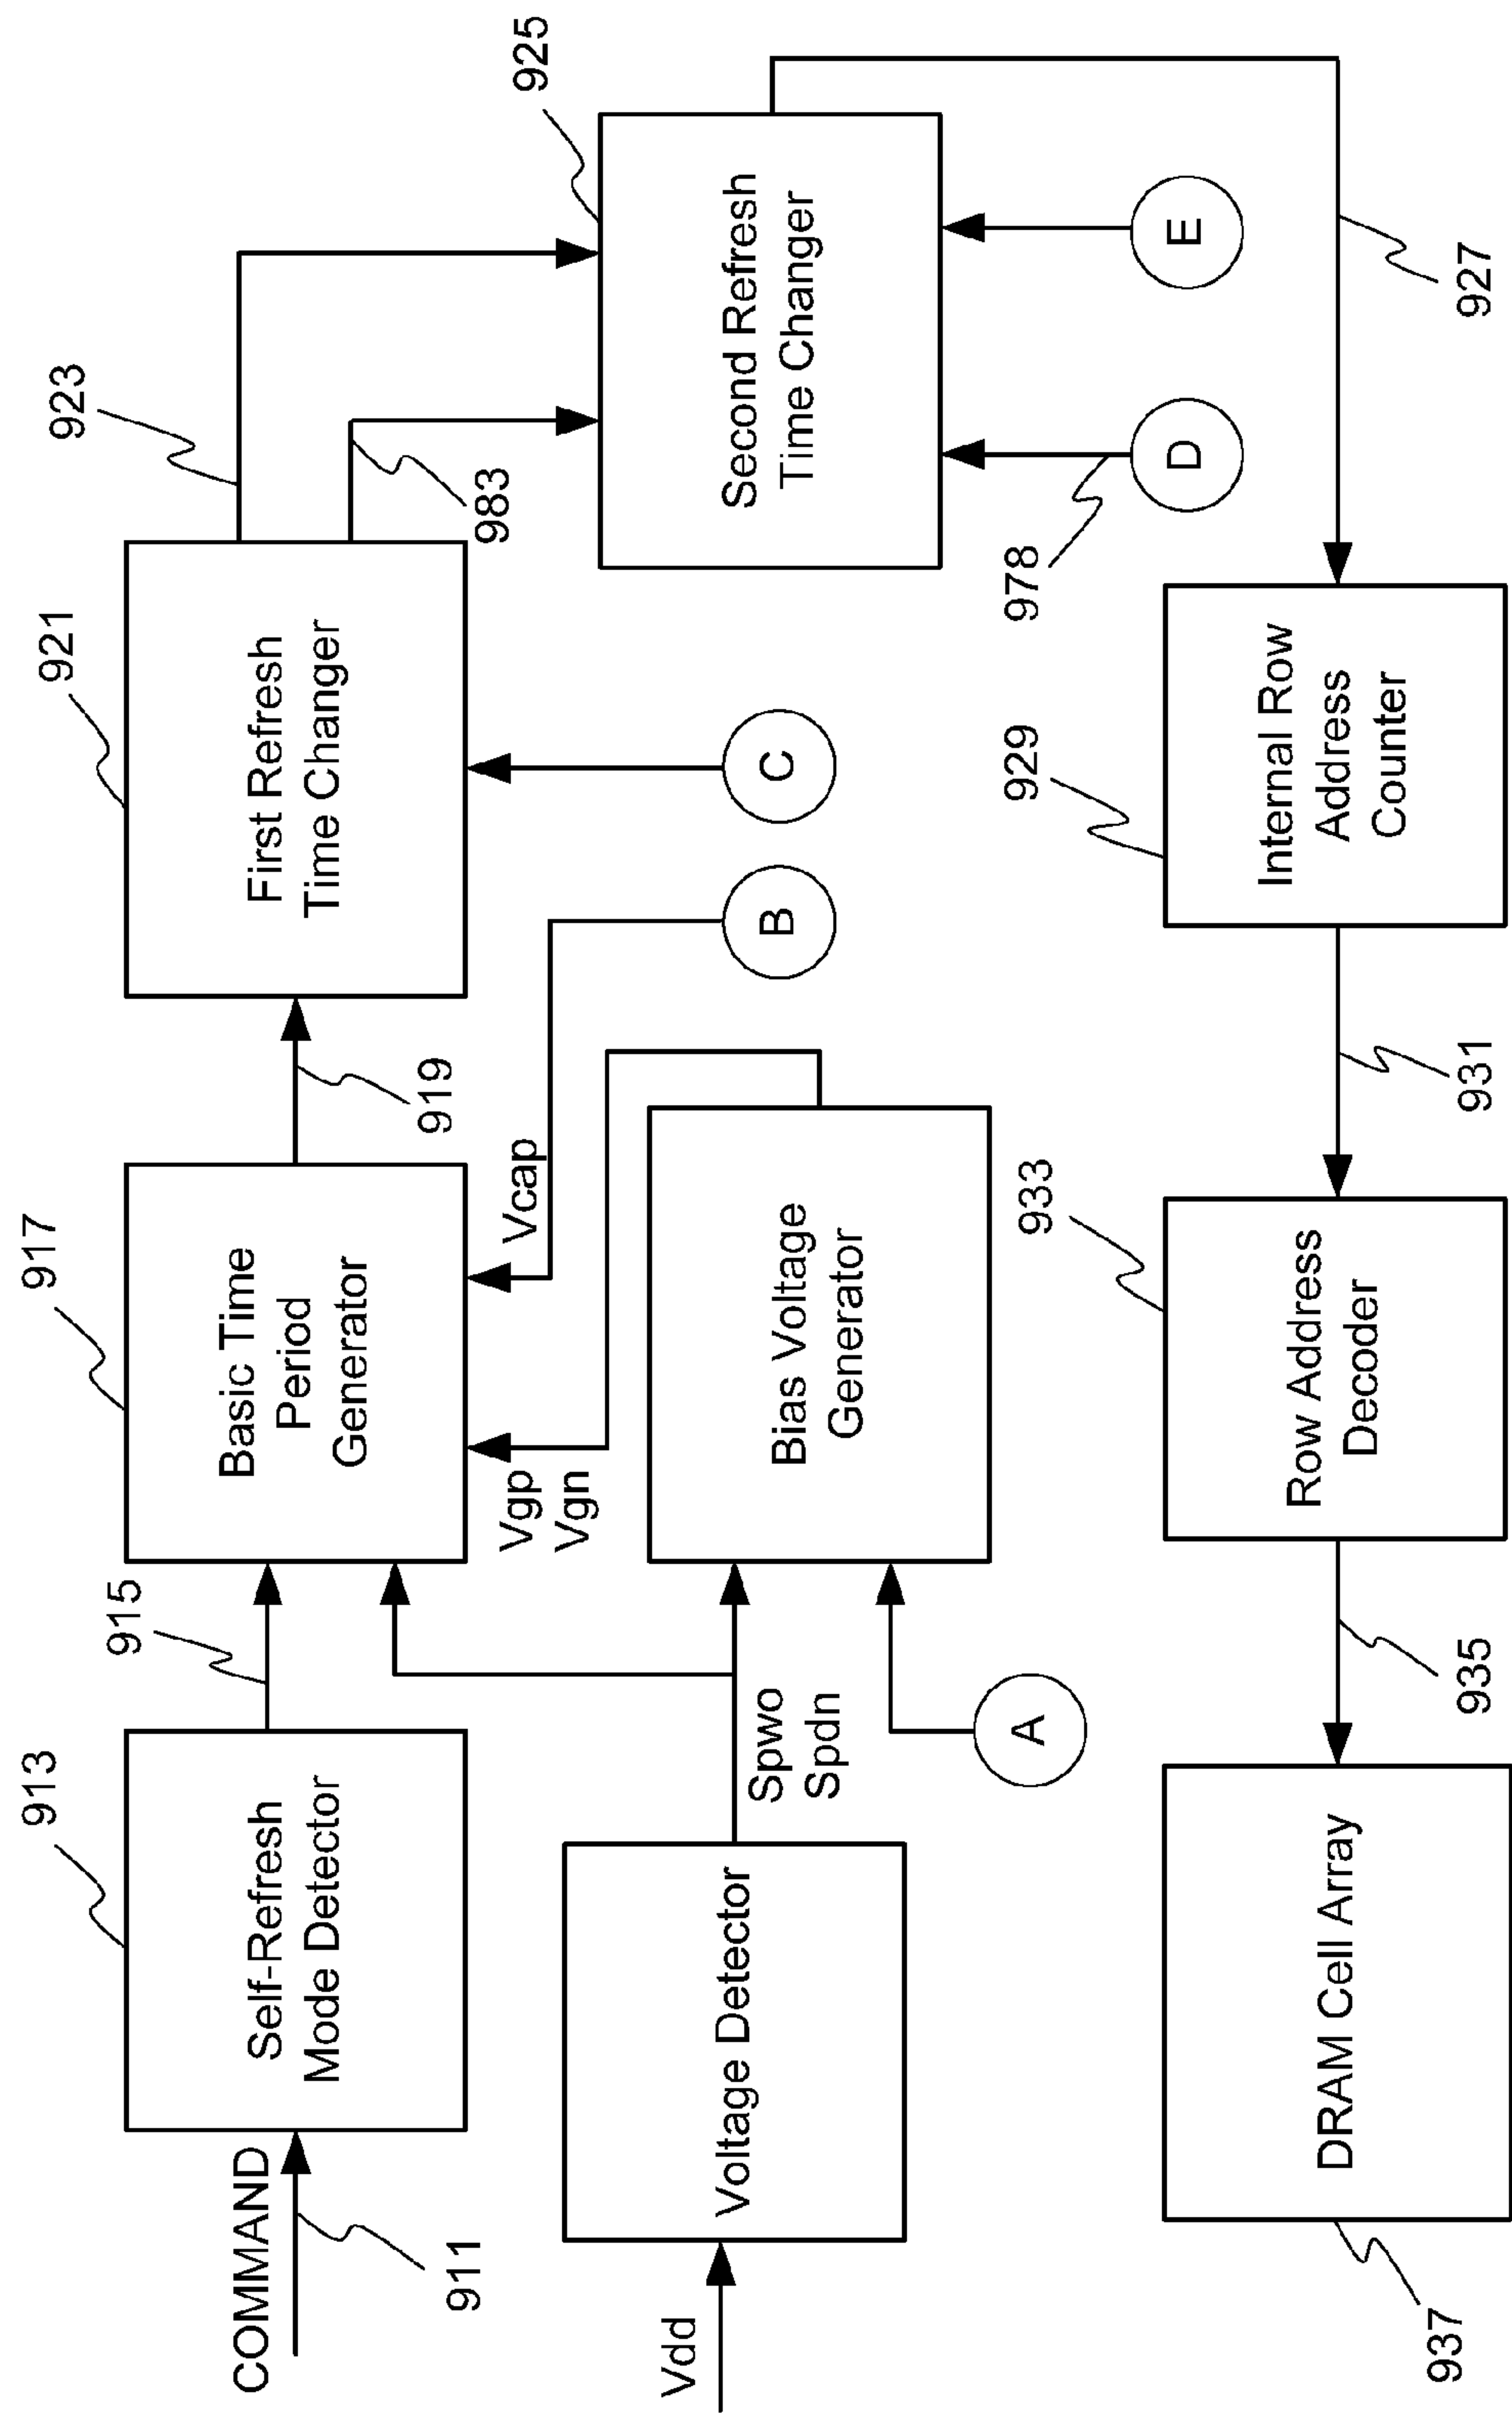 COMMAND
911
913
Self-Refresh
Mode Detector
915
917
Basic Time
Period
Generator
919
921
First Refresh
Time Changer
923
983
925
Second Refresh
Time Changer
Vdd
Voltage Detector
Spwo
Spdn
A
Vgp
Vgn
Vcap
Bias Voltage
Generator
B
C
978
D
E
927
937
DRAM Cell Array
935
933
Row Address
Decoder
931
929
Internal Row
Address
Counter